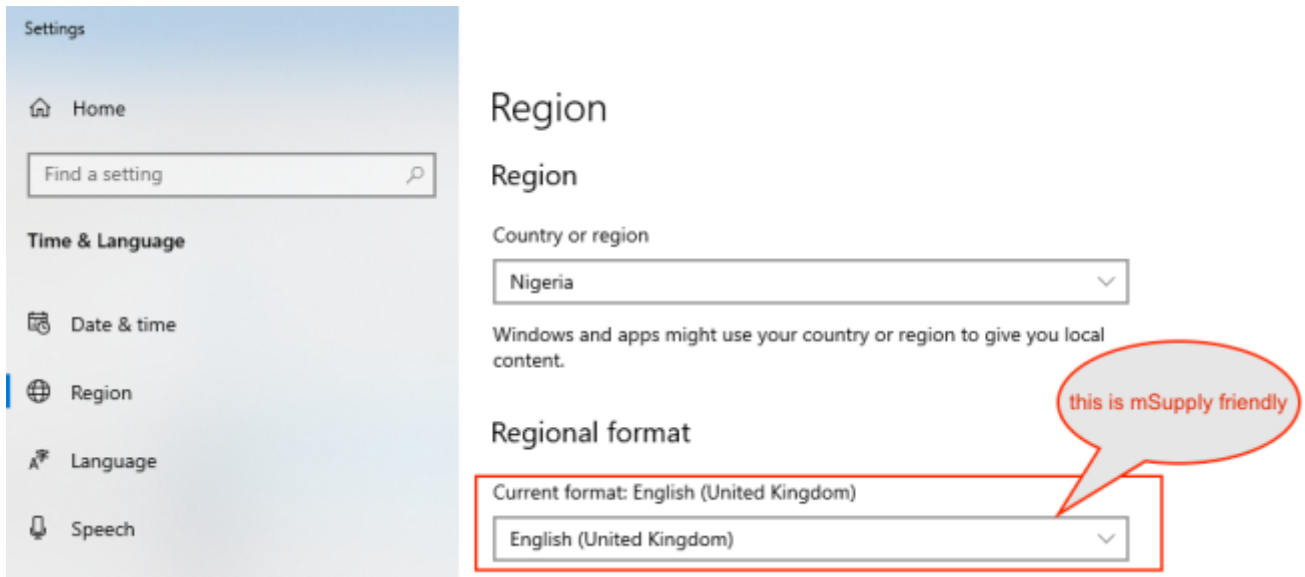 Settings
Home
Find a setting
Time & Language
Date & time
Region
Language
Speech
Region
Region
Country or region
Nigeria
Windows and apps might use your country or region to give you local
content.
this is mSupply friendly
Regional format
Current format: English (United Kingdom)
English (United Kingdom)